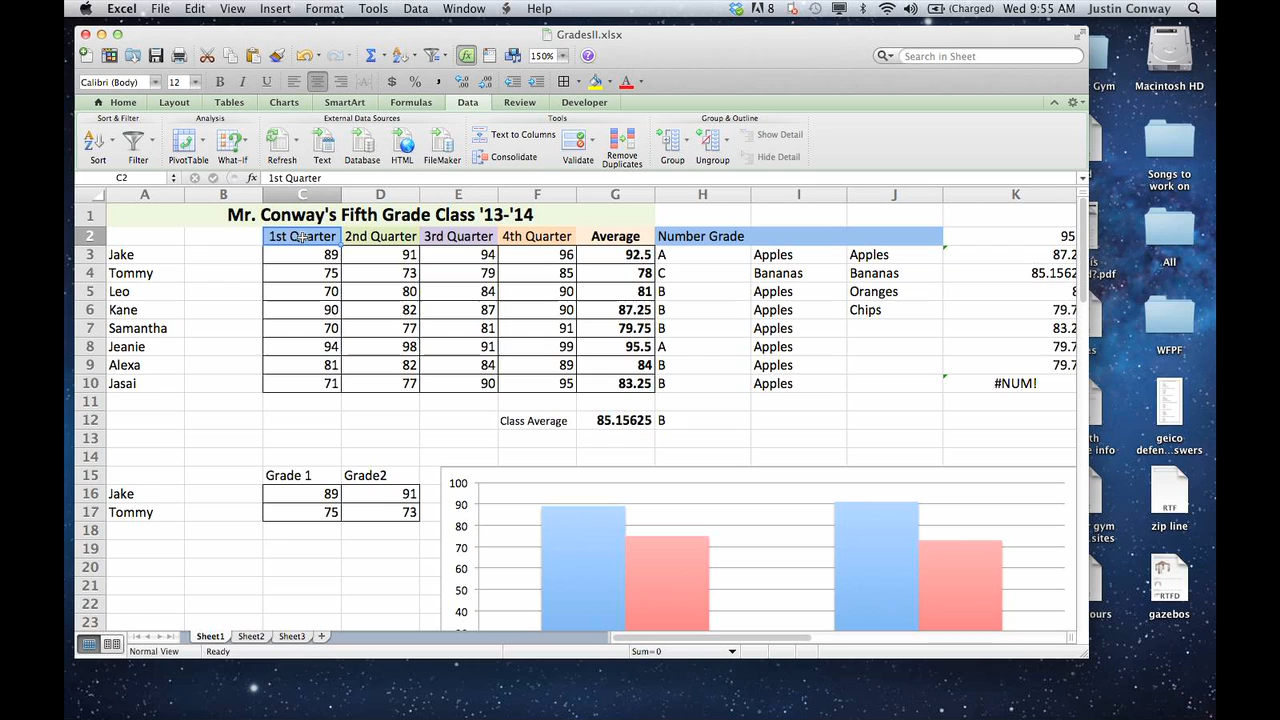 Excel File Edit View Insert Format Tools Data Window Help 8 (Charged) Wed 9:55 AM Justin Conway
GradesII.xlsx
150% Search in Sheet
Calibri (Body) 12 B I U $ %
Home Layout Tables Charts SmartArt Formulas Data Review Developer
Sort & Filter Analysis External Data Sources Tools Group & Outline
Sort Filter PivotTable What-If Refresh Text Database HTML FileMaker Text to Columns Consolidate Validate Remove Duplicates Group Ungroup Show Detail Hide Detail
C2 fx 1st Quarter
A B C D E F G H I J K
1 Mr. Conway's Fifth Grade Class '13-'14
2 1st Quarter 2nd Quarter 3rd Quarter 4th Quarter Average Number Grade 95
3 Jake 89 91 94 96 92.5 A Apples Apples 87.2
4 Tommy 75 73 79 85 78 C Bananas Bananas 85.1562
5 Leo 70 80 84 90 81 B Apples Oranges
6 Kane 90 82 87 90 87.25 B Apples Chips 79.7
7 Samantha 70 77 81 91 79.75 B Apples 83.2
8 Jeanie 94 98 91 99 95.5 A Apples 79.7
9 Alexa 81 82 84 89 84 B Apples 79.7
10 Jasai 71 77 90 95 83.25 B Apples #NUM!
11
12 Class Average 85.15625 B
13
14
15 Grade 1 Grade2
16 Jake 89 91
17 Tommy 75 73
18
19
20
21
22
23
100
90
80
70
60
50
40
Sheet1 Sheet2 Sheet3 +
Normal View Ready Sum=0
Macintosh HD
Gym
Songs to work on
All
?.pdf
WFPF
geico defen...swers
info
zip line
RTF
gym
sites
gazebos
RTFD
ours